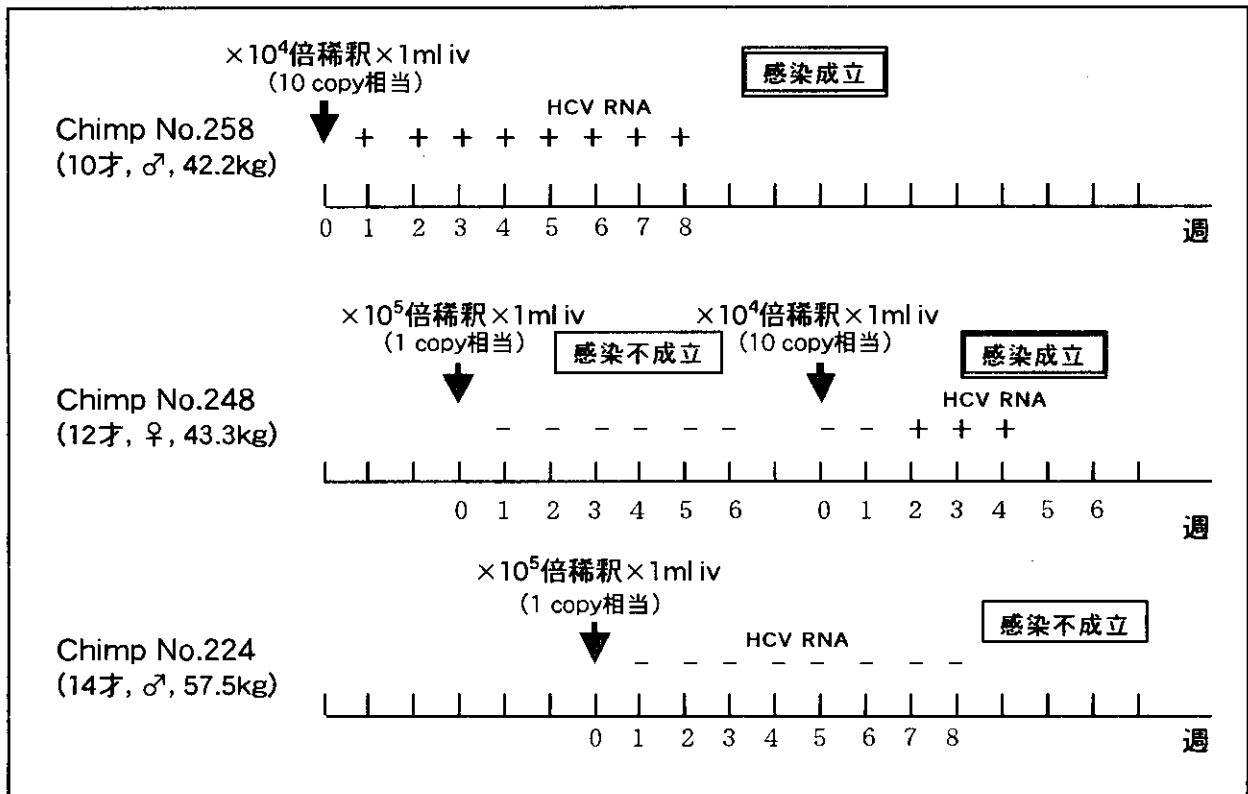 ×10⁴倍稀釈×1ml iv
(10 copy相当)
感染成立
HCV RNA
Chimp No.258
(10才, ♂, 42.2kg)
+ + + + + + + +
0 1 2 3 4 5 6 7 8
週
×10⁵倍稀釈×1ml iv
(1 copy相当)
感染不成立
×10⁴倍稀釈×1ml iv
(10 copy相当)
感染成立
HCV RNA
Chimp No.248
(12才, ♀, 43.3kg)
− − − − − − − − + + +
0 1 2 3 4 5 6 0 1 2 3 4 5 6
週
×10⁵倍稀釈×1ml iv
(1 copy相当)
感染不成立
HCV RNA
Chimp No.224
(14才, ♂, 57.5kg)
− − − − − − − −
0 1 2 3 4 5 6 7 8
週